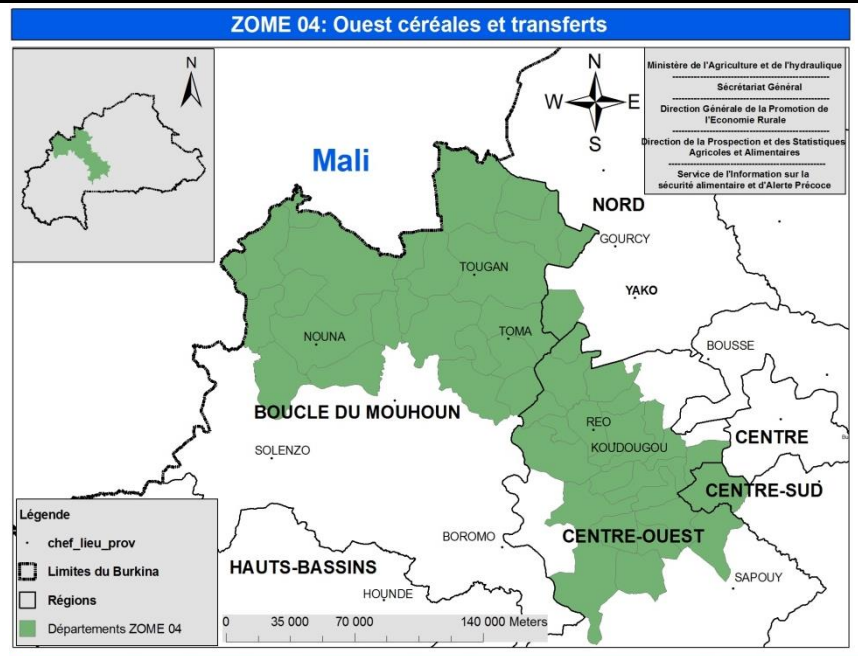 ZOME 04: Ouest céréales et transferts
N
N
W
E
S
Ministère de l'Agriculture et de l'hydraulique
Sécrétariat Général
Direction Générale de la Promotion de
l'Economie Rurale
Direction de la Prospection et des Statistiques
Agricoles et Alimentaires
Service de l'Information sur la
sécurité alimentaire et d'Alerte Précoce
Mali
NORD
GOURCY
TOUGAN
YAKO
NOUNA
TOMA
BOUSSE
BOUCLE DU MOUHOUN
REO
CENTRE
KOUDOUGOU
SOLENZO
CENTRE-SUD
BOROMO
CENTRE-OUEST
HAUTS-BASSINS
SAPOUY
HOUNDE
Légende
chef_lieu_prov
Limites du Burkina
Régions
Départements ZOME 04
0 35 000 70 000 140 000 Meters